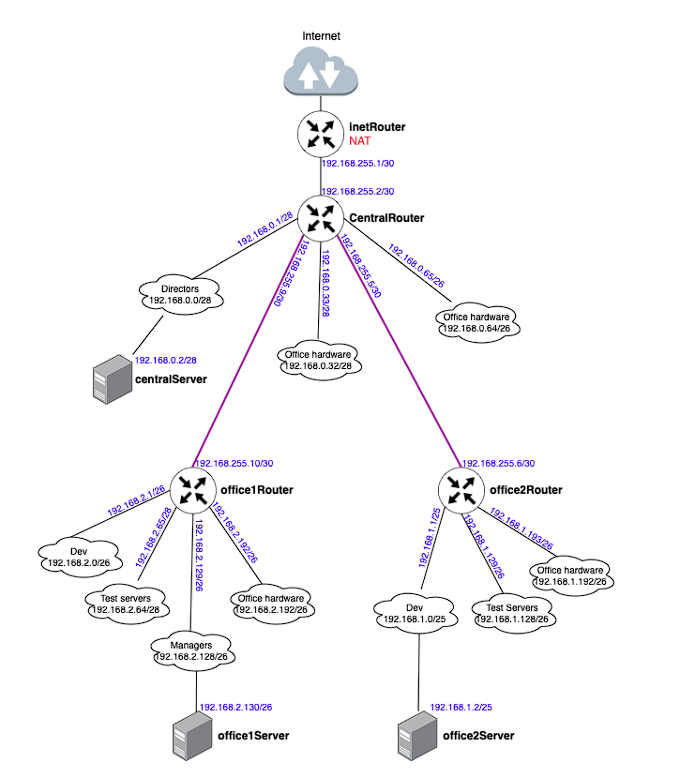 Internet
inetRouter
NAT
192.168.255.1/30
192.168.255.2/30
CentralRouter
192.168.0.1/28
192.168.255.9/30
192.168.0.33/28
192.168.255.5/30
192.168.0.65/26
Directors
192.168.0.0/28
Office hardware
192.168.0.64/26
Office hardware
192.168.0.32/28
192.168.0.2/28
centralServer
192.168.255.10/30
office1Router
192.168.255.6/30
office2Router
192.168.2.1/26
192.168.2.65/28
192.168.2.129/26
192.168.2.192/26
192.168.1.1/25
192.168.1.129/26
192.168.1.193/26
Dev
192.168.2.0/26
Test servers
192.168.2.64/28
Office hardware
192.168.2.192/26
Managers
192.168.2.128/26
Dev
192.168.1.0/25
Test Servers
192.168.1.128/26
Office hardware
192.168.1.192/26
192.168.2.130/26
office1Server
192.168.1.2/25
office2Server